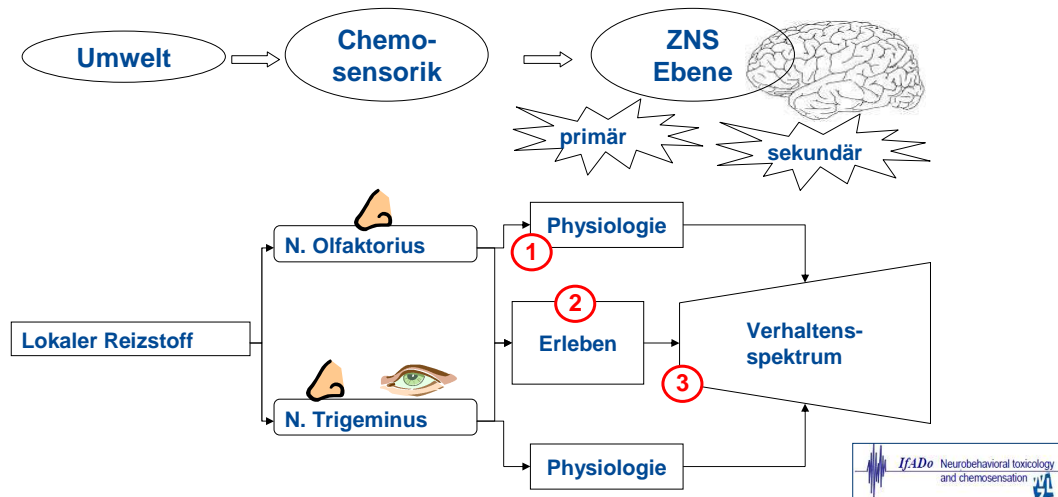 Umwelt
Chemo-
sensorik
ZNS
Ebene
primär
sekundär
N. Olfaktorius
Physiologie
1
2
Lokaler Reizstoff
Erleben
Verhaltens-
spektrum
3
N. Trigeminus
Physiologie
IfADo Neurobehavioral toxicology
and chemosensation